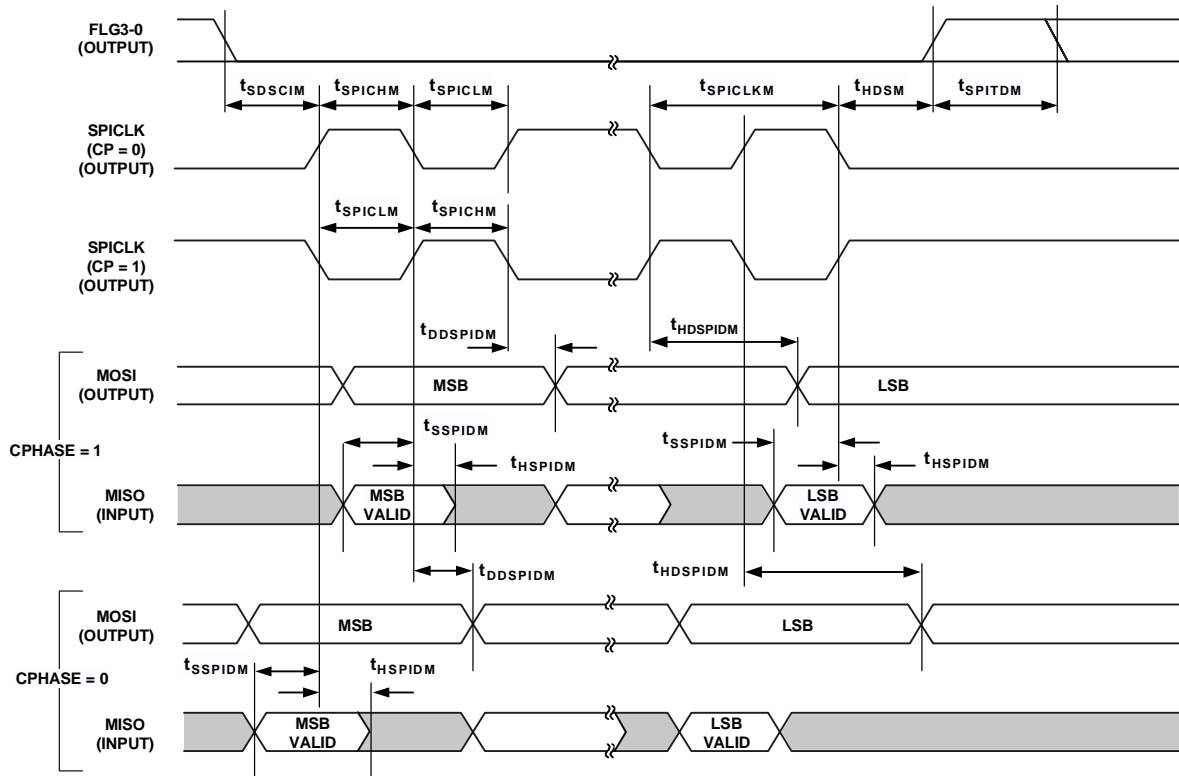 FLG3-0
(OUTPUT)
tSDSCIM
tSPICHM
tSPICLM
tSPICLKM
tHDSM
tSPITDM
SPICLK
(CP = 0)
(OUTPUT)
tSPICLM
tSPICHM
SPICLK
(CP = 1)
(OUTPUT)
tDDSPIDM
tHDSPIDM
MOSI
(OUTPUT)
MSB
LSB
CPHASE = 1
tSSPIDM
tHSPIDM
tSSPIDM
tHSPIDM
MISO
(INPUT)
MSB
VALID
LSB
VALID
tDDSPIDM
tHDSPIDM
MOSI
(OUTPUT)
MSB
LSB
CPHASE = 0
tSSPIDM
tHSPIDM
MISO
(INPUT)
MSB
VALID
LSB
VALID